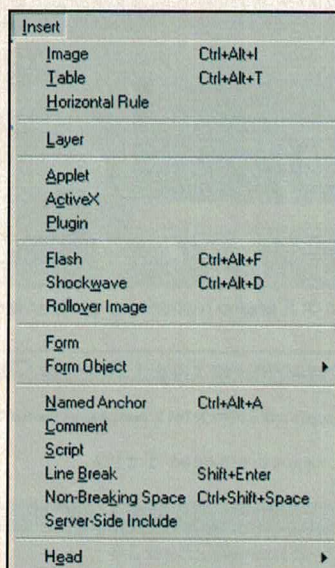 Insert
Image Ctrl+Alt+I
Table Ctrl+Alt+T
Horizontal Rule
Layer
Applet
ActiveX
Plugin
Flash Ctrl+Alt+F
Shockwave Ctrl+Alt+D
Rollover Image
Form
Form Object
Named Anchor Ctrl+Alt+A
Comment
Script
Line Break Shift+Enter
Non-Breaking Space Ctrl+Shift+Space
Server-Side Include
Head